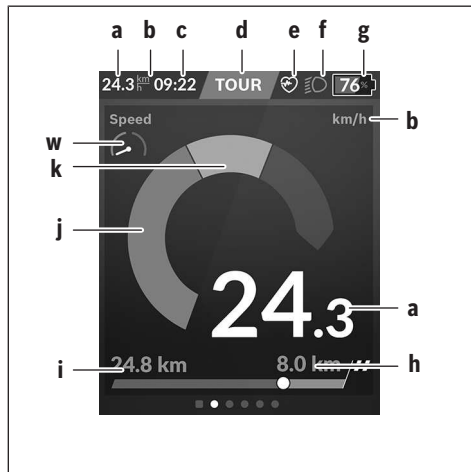 a b c d e f g
24.3 km/h 09:22 TOUR 76%
Speed km/h b
w
k
j
24.3 a
i 24.8 km 8.0 km h